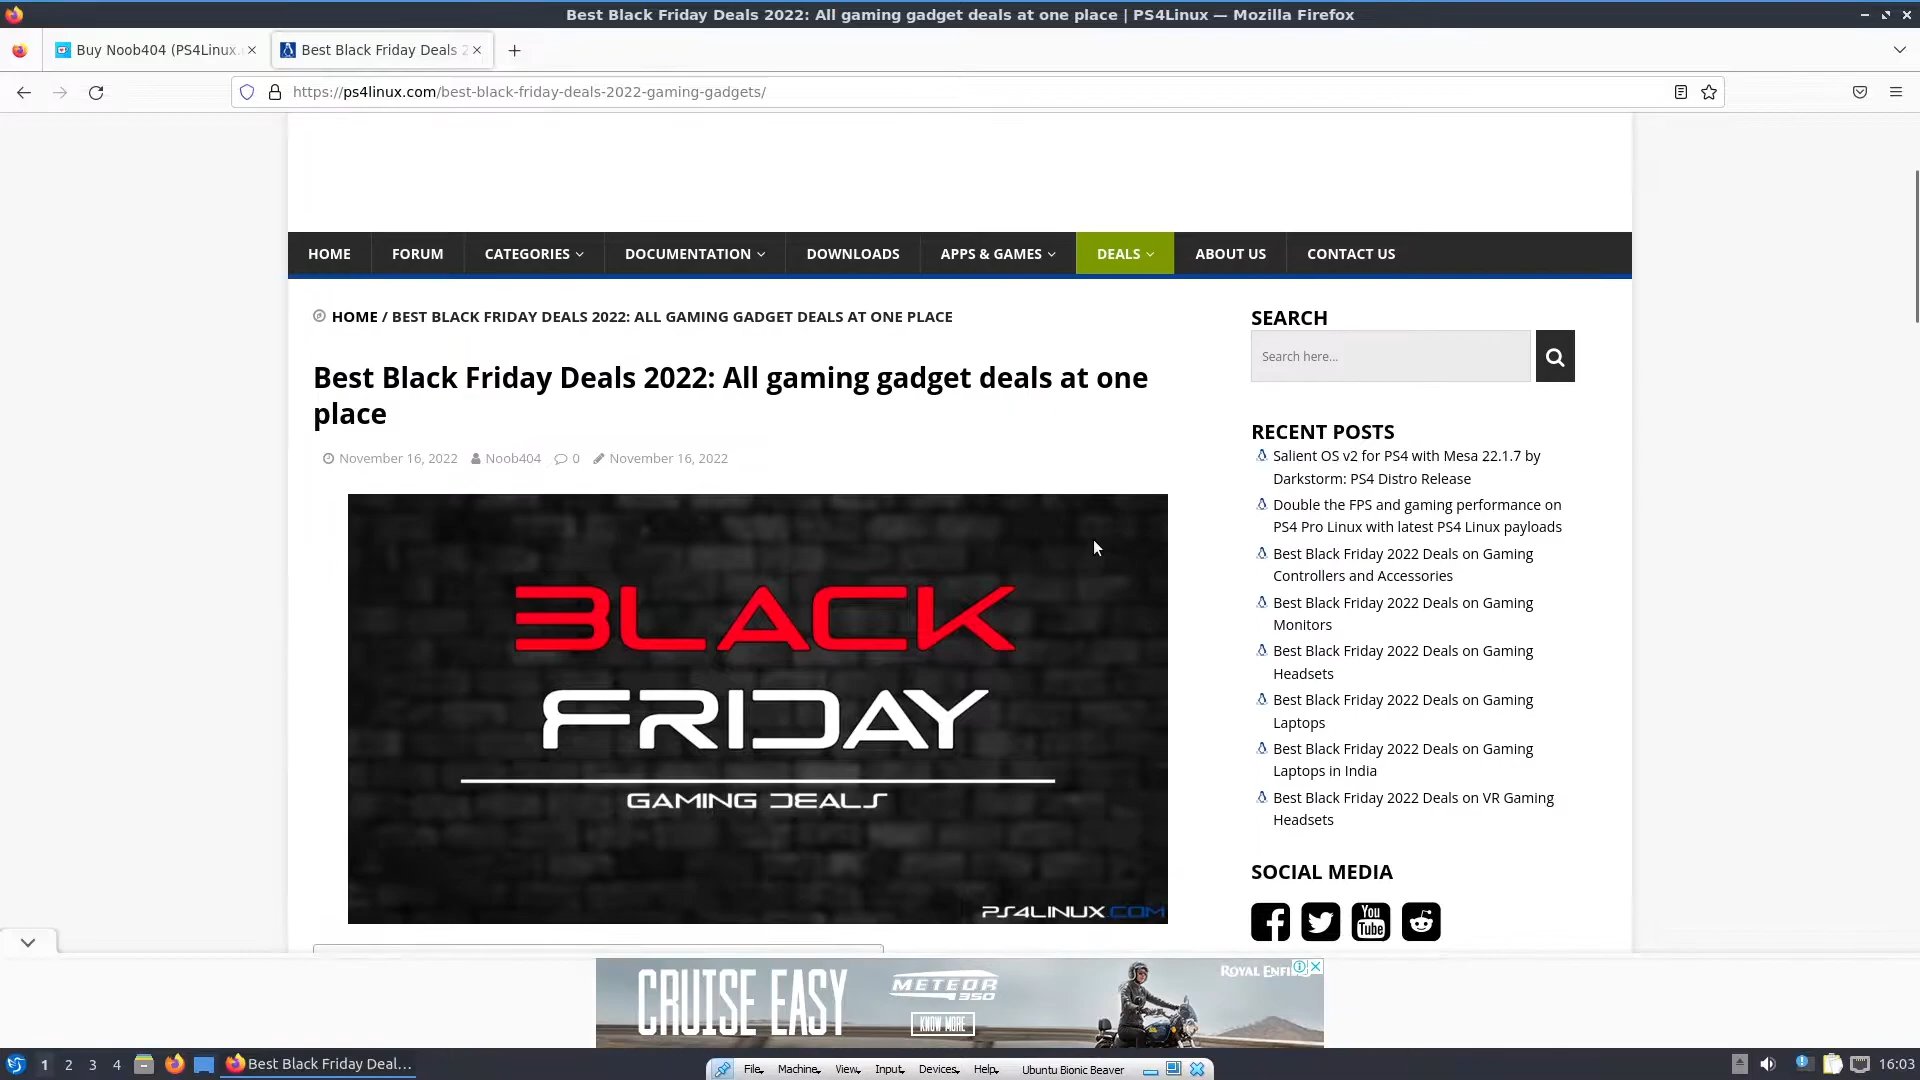 Best Black Friday Deals 2022: All gaming gadget deals at one place | PS4Linux — Mozilla Firefox
Buy Noob404 (PS4Linux.
Best Black Friday Deals 2
https://ps4linux.com/best-black-friday-deals-2022-gaming-gadgets/
HOME FORUM CATEGORIES DOCUMENTATION DOWNLOADS APPS & GAMES DEALS ABOUT US CONTACT US
HOME / BEST BLACK FRIDAY DEALS 2022: ALL GAMING GADGET DEALS AT ONE PLACE
Best Black Friday Deals 2022: All gaming gadget deals at one
place
November 16, 2022 Noob404 0 November 16, 2022
BLACK
FRIDAY
GAMING DEALS
PS4LINUX.COM
SEARCH
Search here...
RECENT POSTS
Salient OS v2 for PS4 with Mesa 22.1.7 by
Darkstorm: PS4 Distro Release
Double the FPS and gaming performance on
PS4 Pro Linux with latest PS4 Linux payloads
Best Black Friday 2022 Deals on Gaming
Controllers and Accessories
Best Black Friday 2022 Deals on Gaming
Monitors
Best Black Friday 2022 Deals on Gaming
Headsets
Best Black Friday 2022 Deals on Gaming
Laptops
Best Black Friday 2022 Deals on Gaming
Laptops in India
Best Black Friday 2022 Deals on VR Gaming
Headsets
SOCIAL MEDIA
You
Tube
CRUISE EASY
METEOR
350
KNOW MORE
ROYAL ENFI
1 2 3 4 Best Black Friday Deal...
File Machine View Input Devices Help Ubuntu Bionic Beaver
16:03